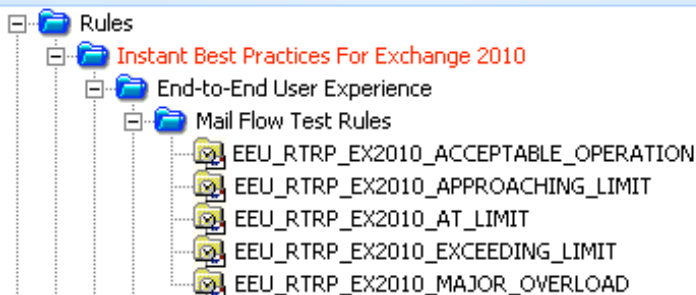 Rules
Instant Best Practices For Exchange 2010
End-to-End User Experience
Mail Flow Test Rules
EEU_RTRP_EX2010_ACCEPTABLE_OPERATION
EEU_RTRP_EX2010_APPROACHING_LIMIT
EEU_RTRP_EX2010_AT_LIMIT
EEU_RTRP_EX2010_EXCEEDING_LIMIT
EEU_RTRP_EX2010_MAJOR_OVERLOAD